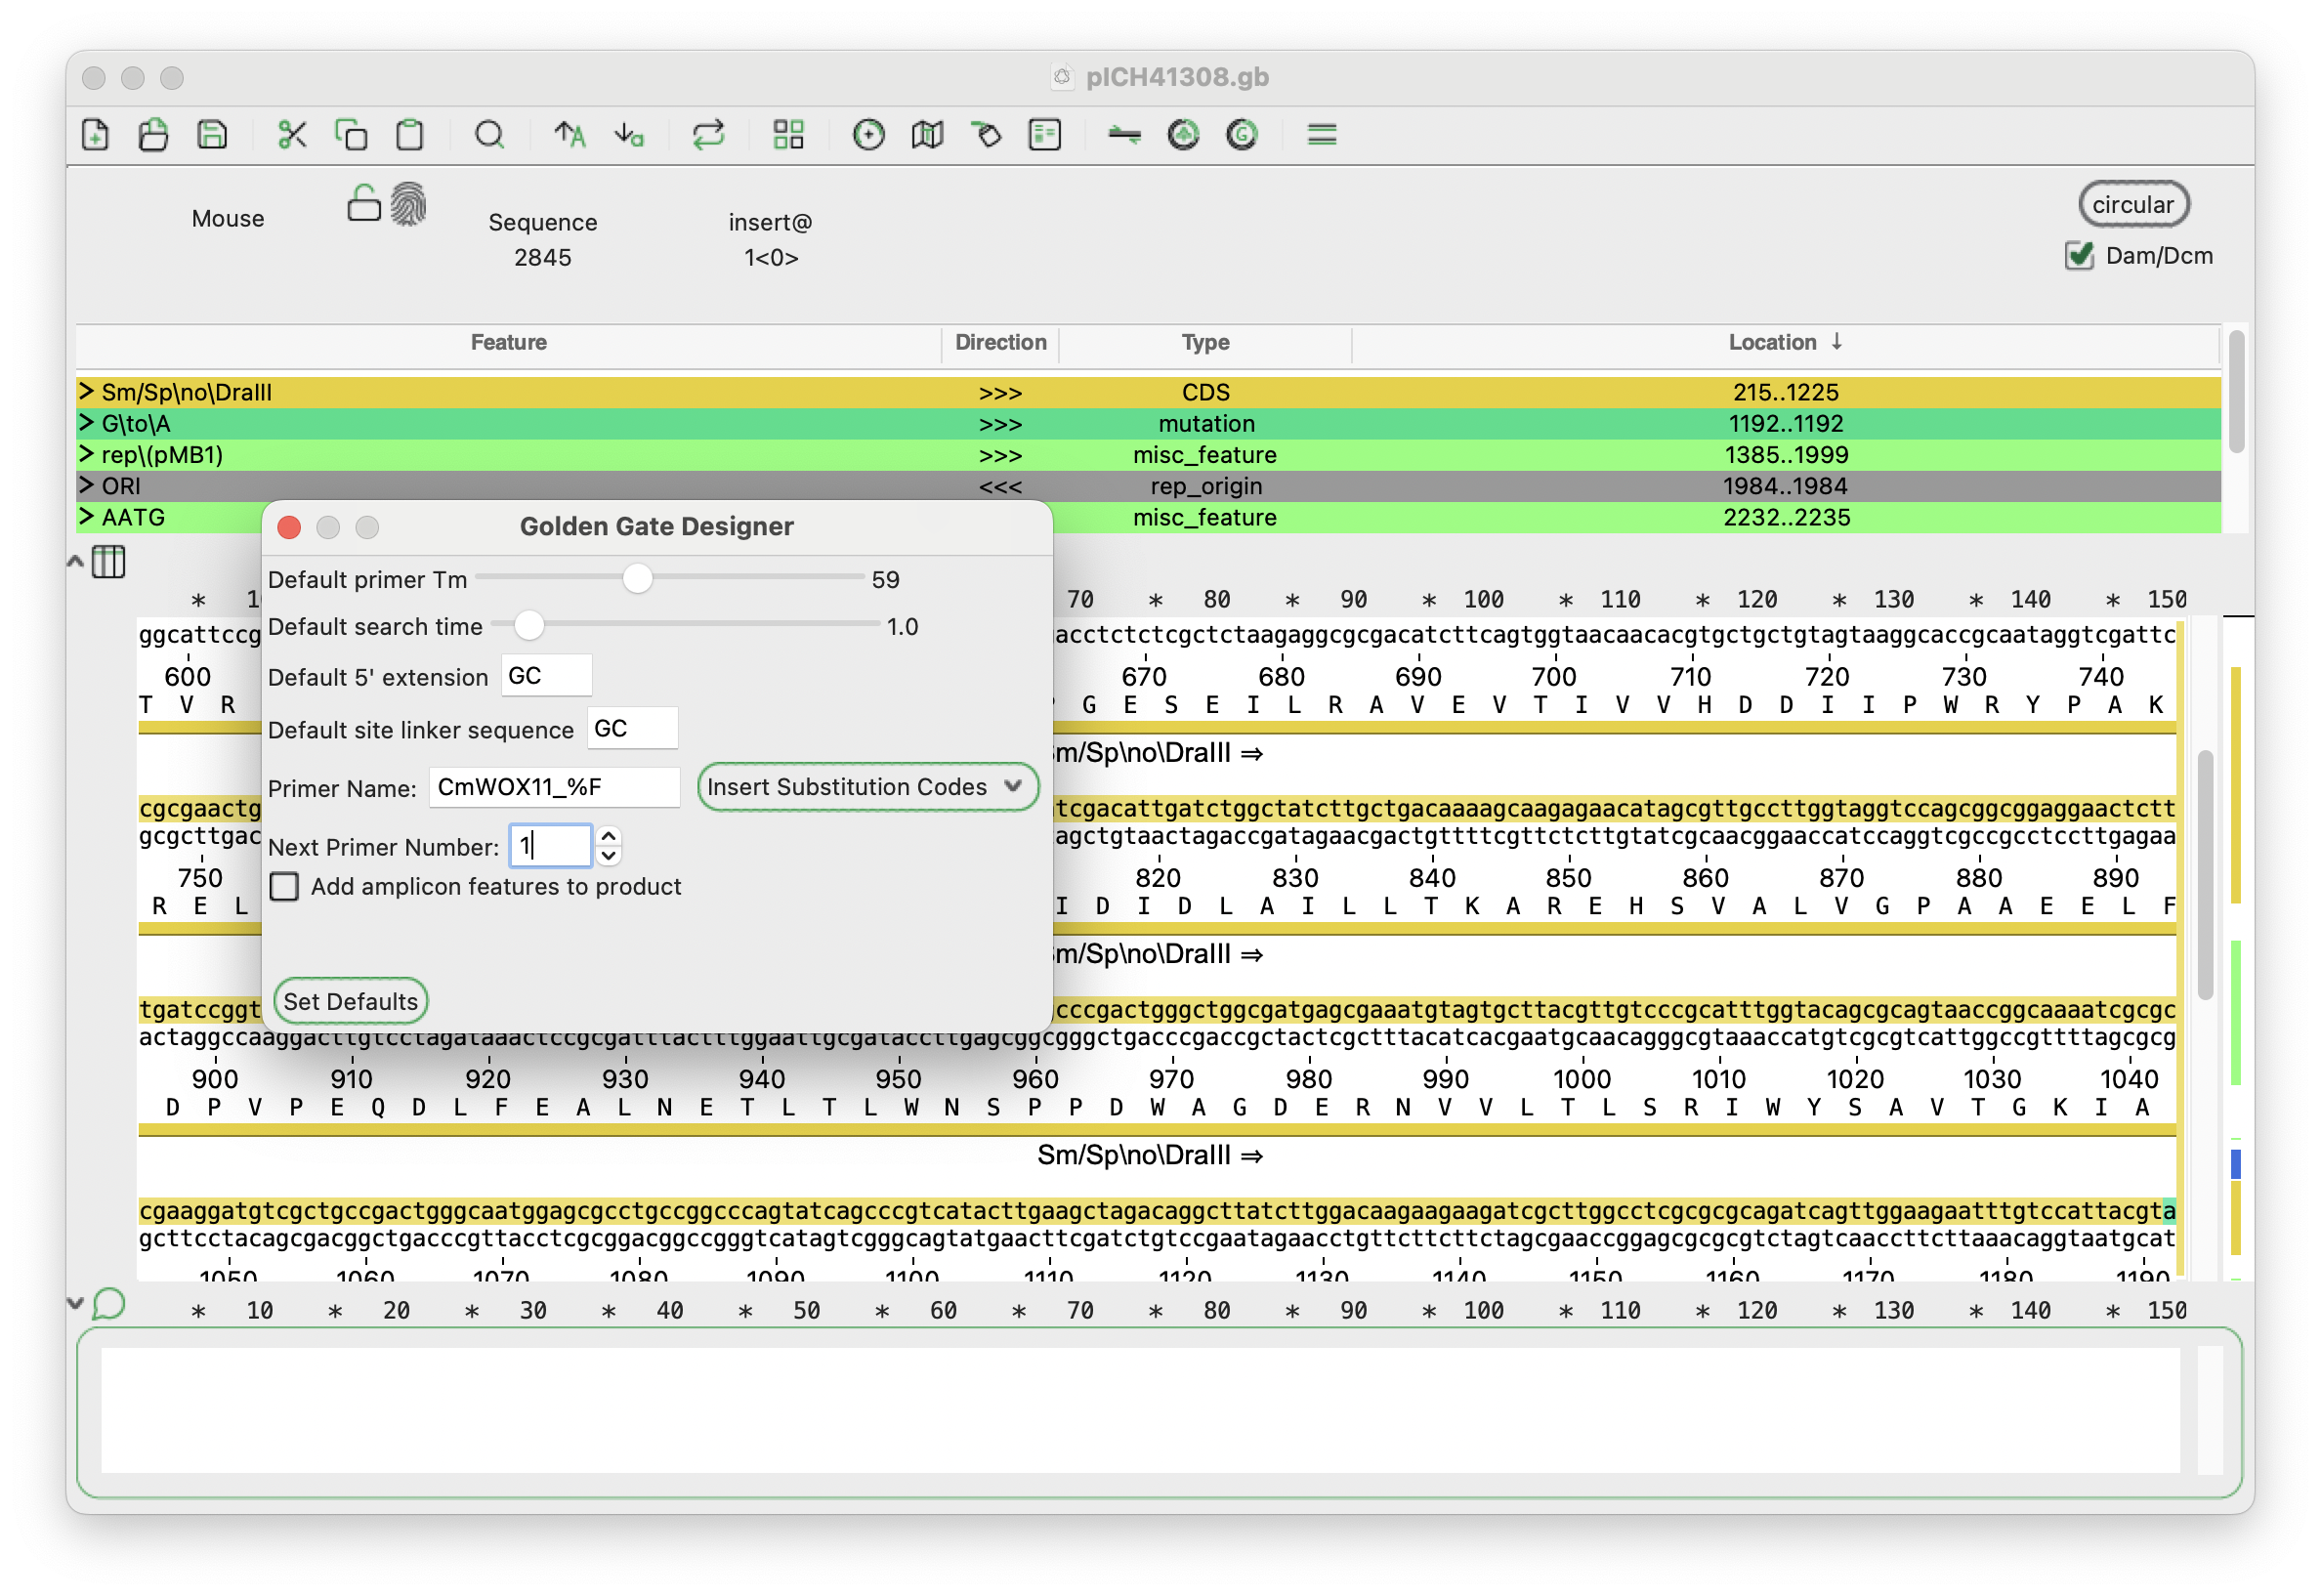 pICH41308.gb
Mouse
Sequence
2845
insert@
1<0>
circular
Dam/Dcm
Feature Direction Type Location ↓
> Sm/Sp\no\DraIII >>> CDS 215..1225
> G\to\A >>> mutation 1192..1192
> rep\(pMB1) >>> misc_feature 1385..1999
> ORI <<< rep_origin 1984..1984
> AATG misc_feature 2232..2235
Golden Gate Designer
Default primer Tm 59
Default search time 1.0
Default 5' extension GC
Default site linker sequence GC
Primer Name: CmWOX11_%F Insert Substitution Codes
Next Primer Number: 1
Add amplicon features to product
Set Defaults
* 70 * 80 * 90 * 100 * 110 * 120 * 130 * 140 * 150
ggcattccg acctctctcgctctaagaggcgcgacatcttcagtggtaacaacacgtgctgctgtagtaaggcaccgcaataggtcgattc
600 670 680 690 700 710 720 730 740
T V R G E S E I L R A V E V T I V V H D D I I P W R Y P A K
m/Sp\no\DraIII ⇒
cgcgaactg tcgacattgatctggctatcttgctgacaaaagcaagagaacatagcgttgccttggtaggtccagcggcggaggaactctt
gcgcttgac agctgtaactagaccgatagaacgactgttttcgttctcttgtatcgcaacggaaccatccaggtcgccgcctccttgagaa
750 820 830 840 850 860 870 880 890
R E L I D I D L A I L L T K A R E H S V A L V G P A A E E L F
m/Sp\no\DraIII ⇒
tgatccggt cccgactgggctggcgatgagcgaaatgtagtgcttacgttgtcccgcatttggtacagcgcagtaaccggcaaaatcgcgc
actaggccaaggacttgtcctagataaactccgcgatttactttggaattgcgataccttgagcggcgggctgacccgaccgctactcgctttacatcacgaatgcaacagggcgtaaaccatgtcgcgtcattggccgttttagcgcg
900 910 920 930 940 950 960 970 980 990 1000 1010 1020 1030 1040
D P V P E Q D L F E A L N E T L T L W N S P P D W A G D E R N V V L T L S R I W Y S A V T G K I A
Sm/Sp\no\DraIII ⇒
cgaaggatgtcgctgccgactgggcaatggagcgcctgccggcccagtatcagcccgtcatacttgaagctagacaggcttatcttggacaagaagaagatcgcttggcctcgcgcgcagatcagttggaagaatttgtccattacgta
gcttcctacagcgacggctgacccgttacctcgcggacggccgggtcatagtcgggcagtatgaacttcgatctgtccgaatagaacctgttcttcttctagcgaaccggagcgcgcgtctagtcaaccttcttaaacaggtaatgcat
1050 1060 1070 1080 1090 1100 1110 1120 1130 1140 1150 1160 1170 1180 1190
* 10 * 20 * 30 * 40 * 50 * 60 * 70 * 80 * 90 * 100 * 110 * 120 * 130 * 140 * 150